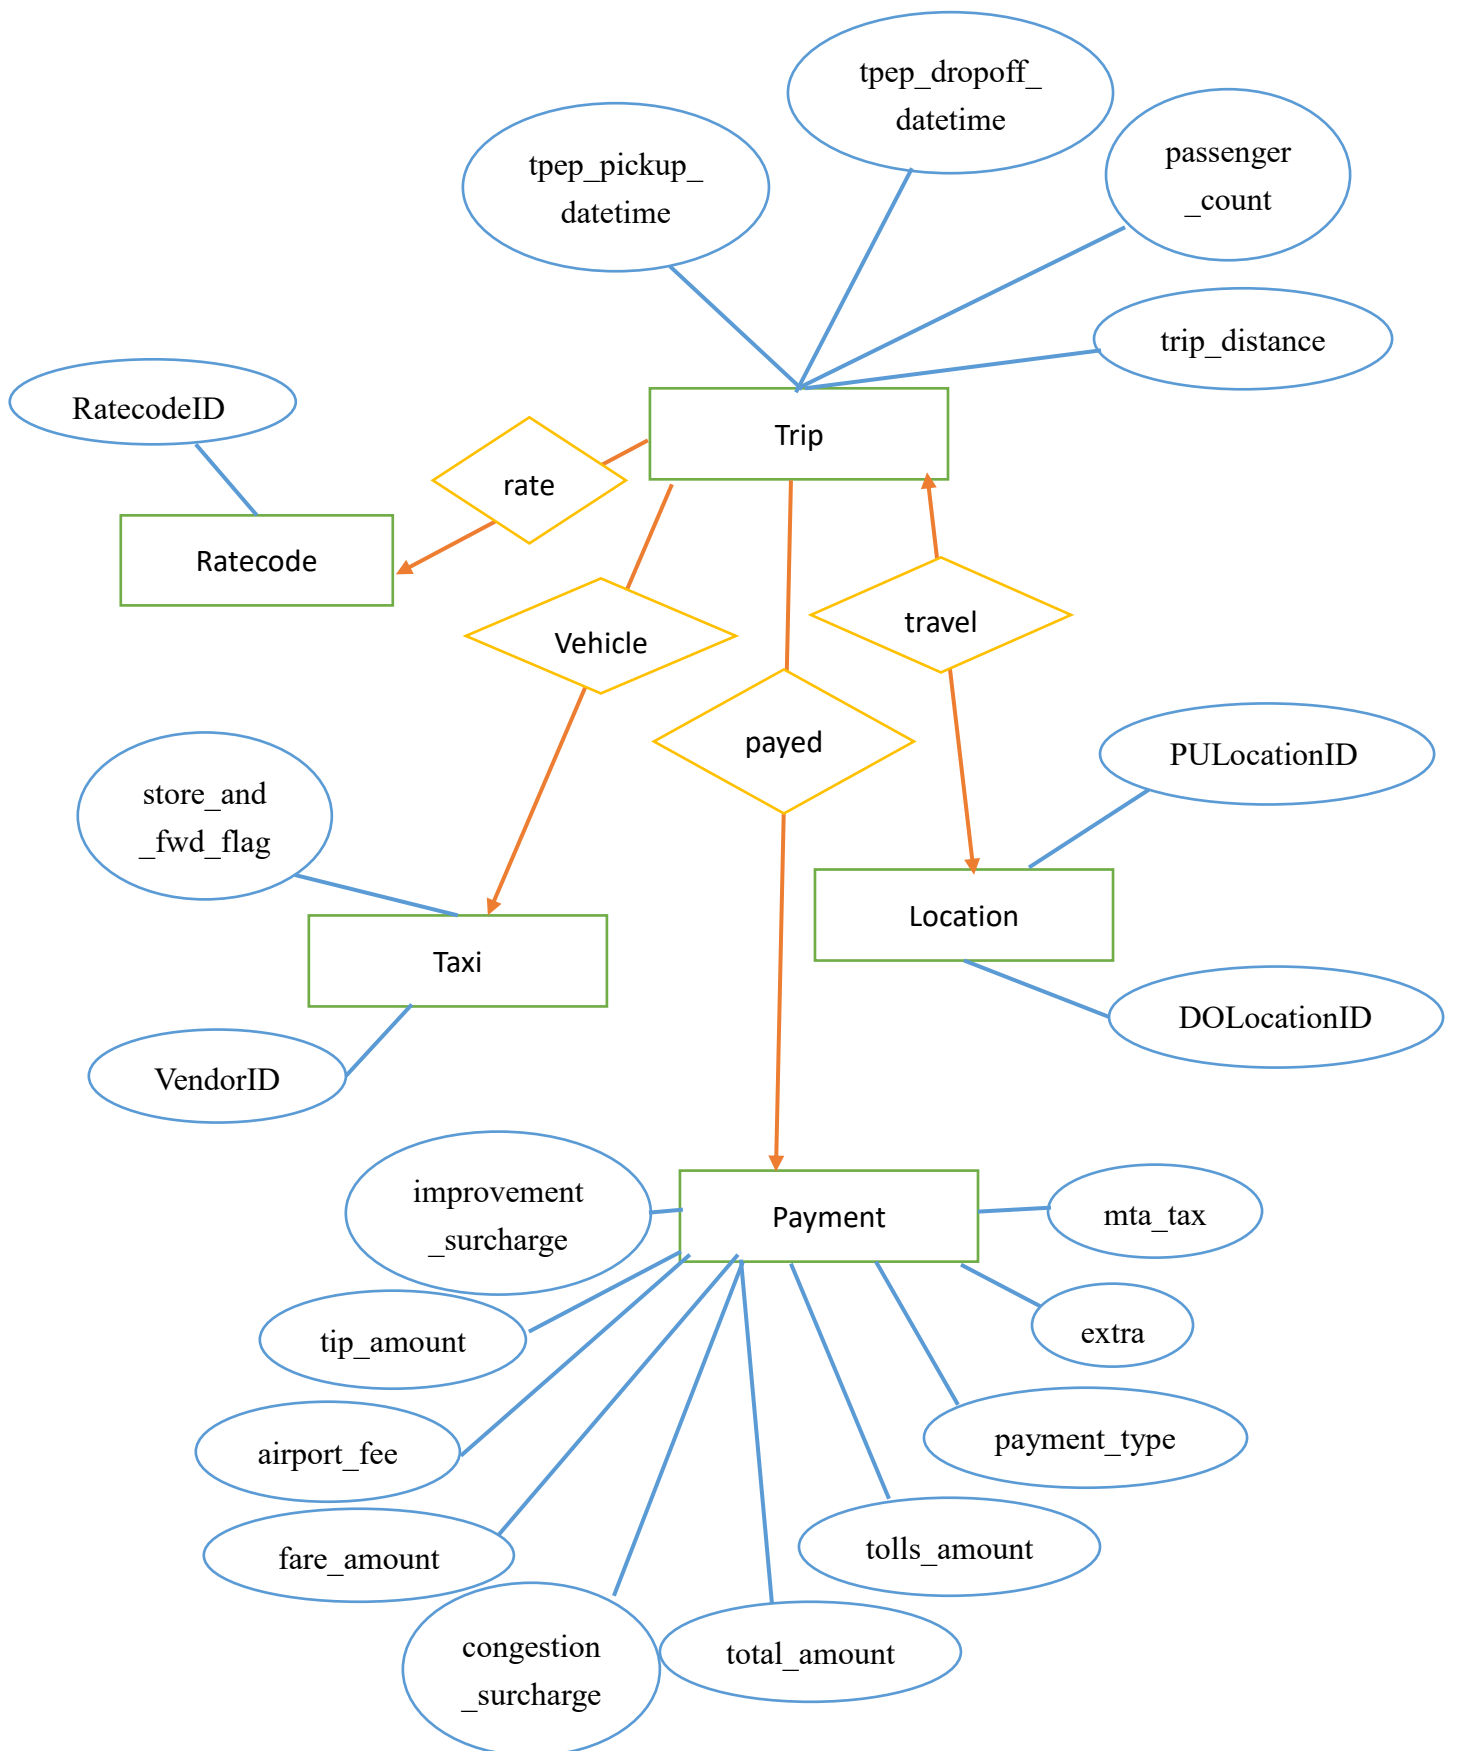 tpep_dropoff_
datetime
tpep_pickup_
datetime
passenger
_count
trip_distance
RatecodeID
Trip
rate
Ratecode
travel
Vehicle
payed
PULocationID
store_and
_fwd_flag
Location
Taxi
DOLocationID
VendorID
improvement
_surcharge
Payment
mta_tax
extra
tip_amount
payment_type
airport_fee
tolls_amount
fare_amount
congestion
_surcharge
total_amount